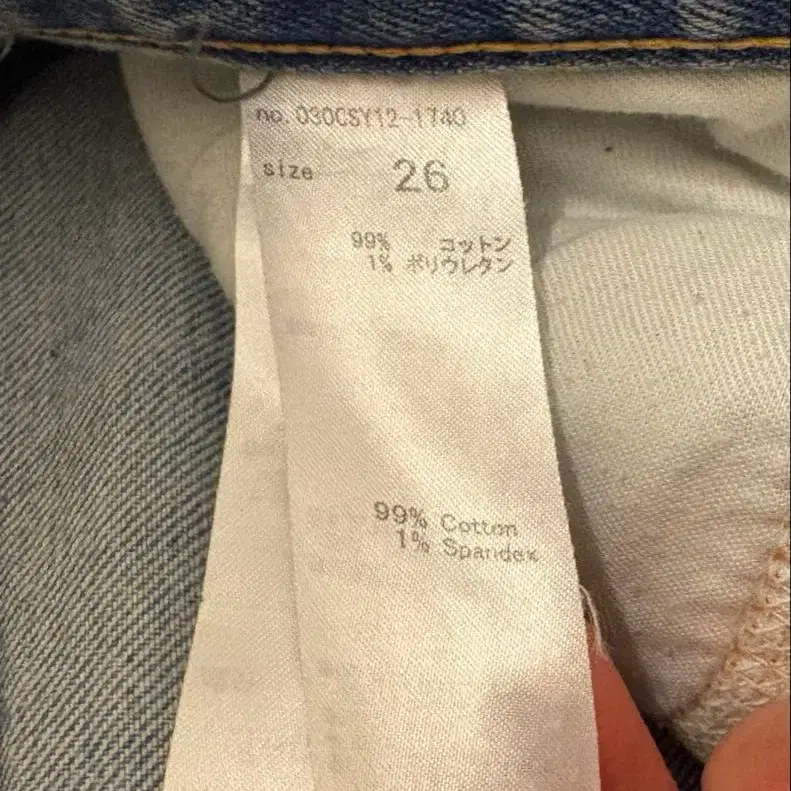 no. 030CSY12-1740
size 26
99% コットン
1% ポリウレタン
99% Cotton
1% Spandex